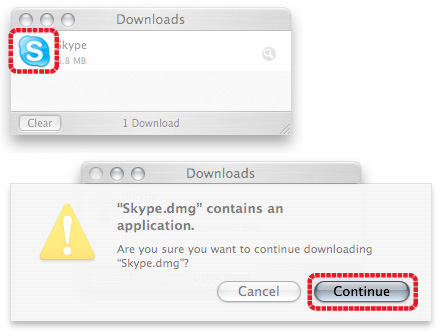 Downloads
Skype
.8 MB
Clear
1 Download
Downloads
“Skype.dmg” contains an
application.
Are you sure you want to continue downloading
“Skype.dmg”?
Cancel
Continue